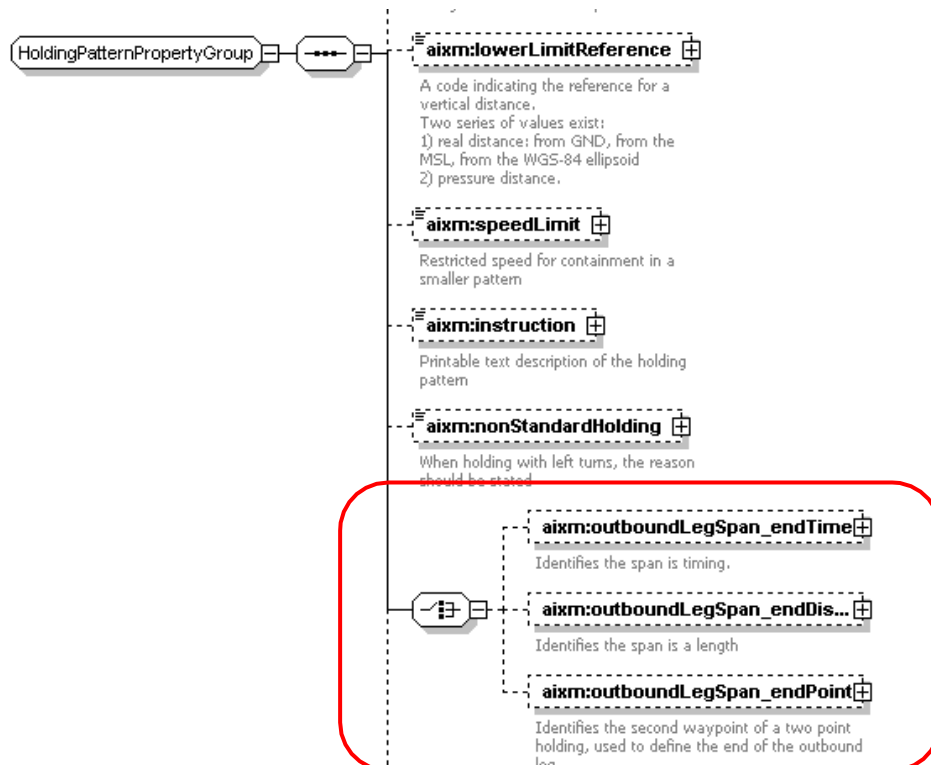 HoldingPatternPropertyGroup
aixm:lowerLimitReference
A code indicating the reference for a
vertical distance.
Two series of values exist:
1) real distance: from GND, from the
MSL, from the WGS-84 ellipsoid
2) pressure distance.
aixm:speedLimit
Restricted speed for containment in a
smaller pattern
aixm:instruction
Printable text description of the holding
pattern
aixm:nonStandardHolding
When holding with left turns, the reason
should be stated
aixm:outboundLegSpan_endTime
Identifies the span is timing.
aixm:outboundLegSpan_endDis...
Identifies the span is a length
aixm:outboundLegSpan_endPoint
Identifies the second waypoint of a two point
holding, used to define the end of the outbound
leg